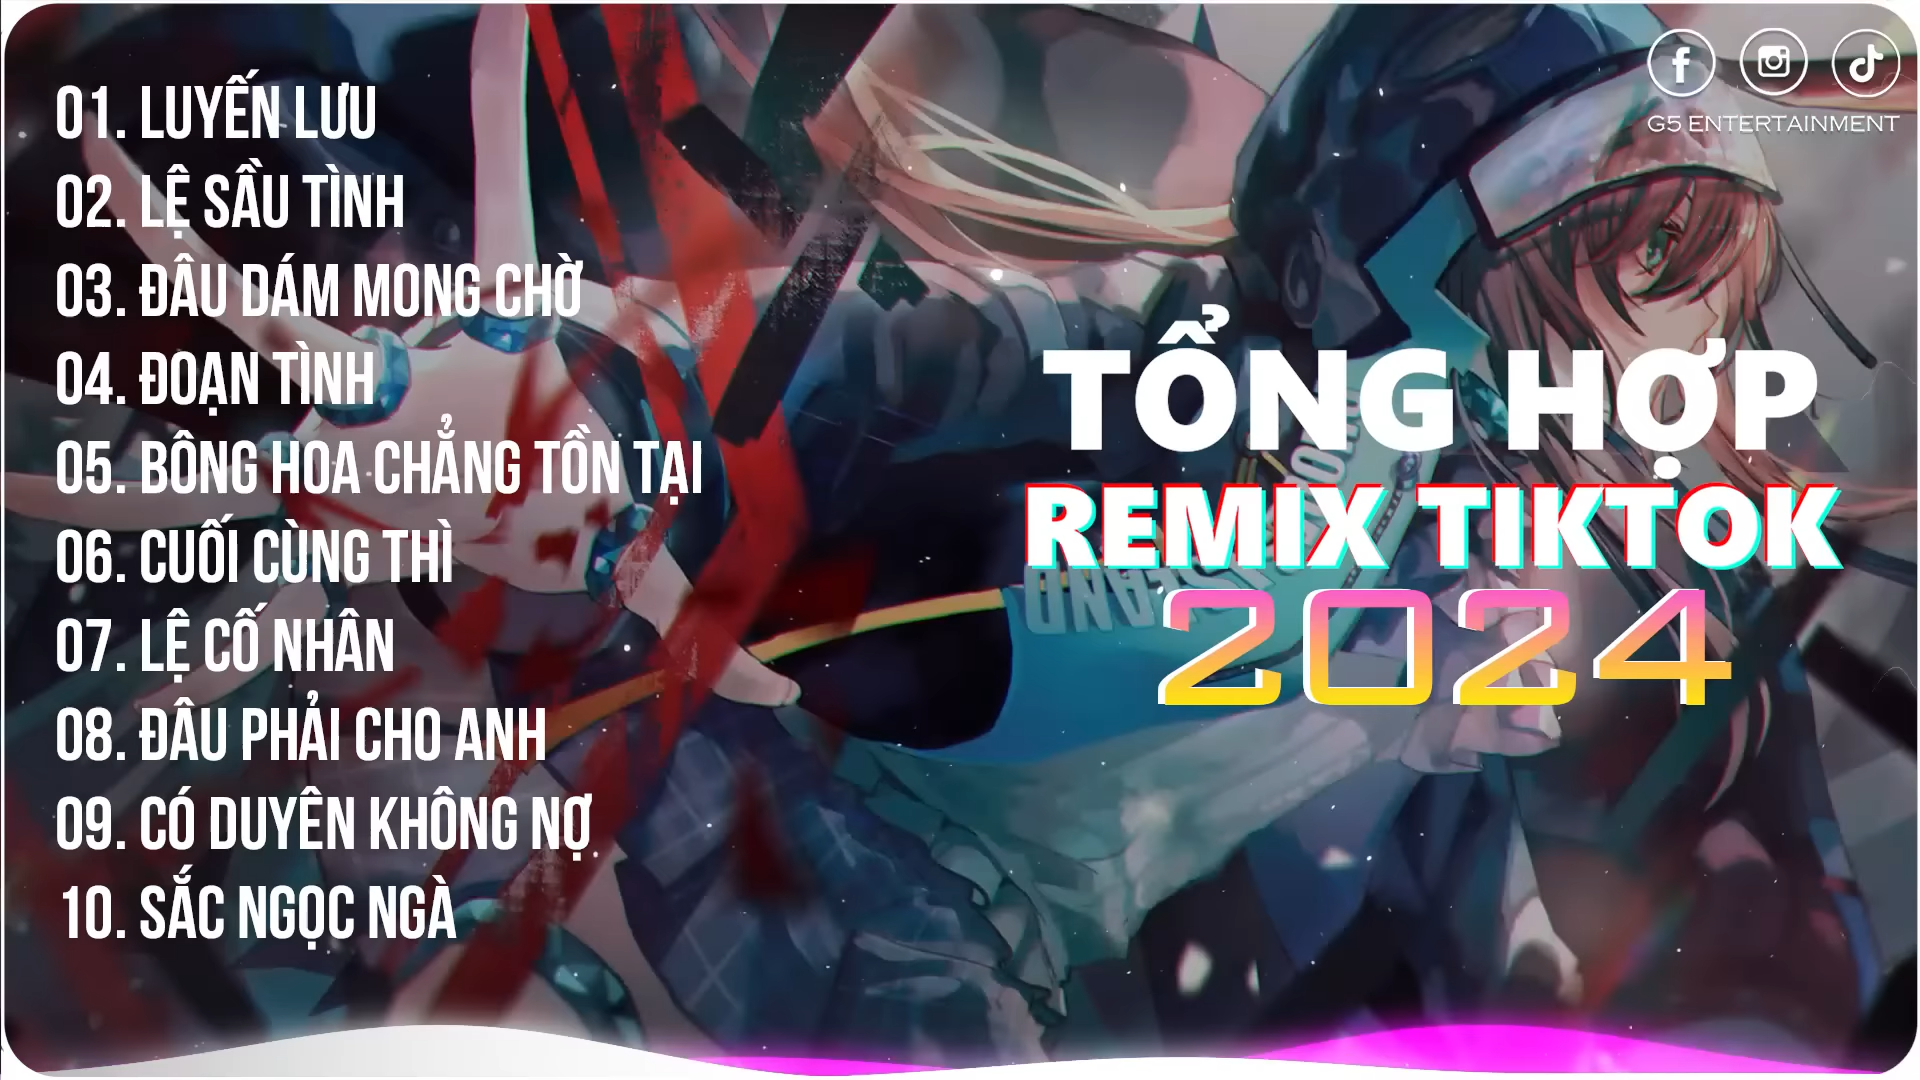 01. LUYẾN LƯU
02. LỆ SẦU TÌNH
03. ĐÂU DÁM MONG CHỜ
04. ĐOẠN TÌNH
05. BÔNG HOA CHẲNG TỒN TẠI
06. CUỐI CÙNG THÌ
07. LỆ CỐ NHÂN
08. ĐÂU PHẢI CHO ANH
09. CÓ DUYÊN KHÔNG NỢ
10. SẮC NGỌC NGÀ
G5 ENTERTAINMENT
TỔNG HỢP
REMIX TIKTOK
2024